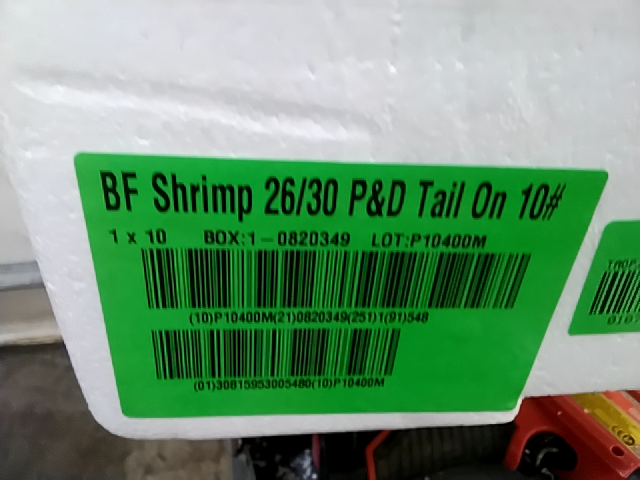 BF Shrimp 26/30 P&D Tail On 10#
1 x 10 BOX:1-0820349 LOT:P10400M
(10)P10400M(21)0820349(251)1(91)548
(01)30815953005480(10)P10400M